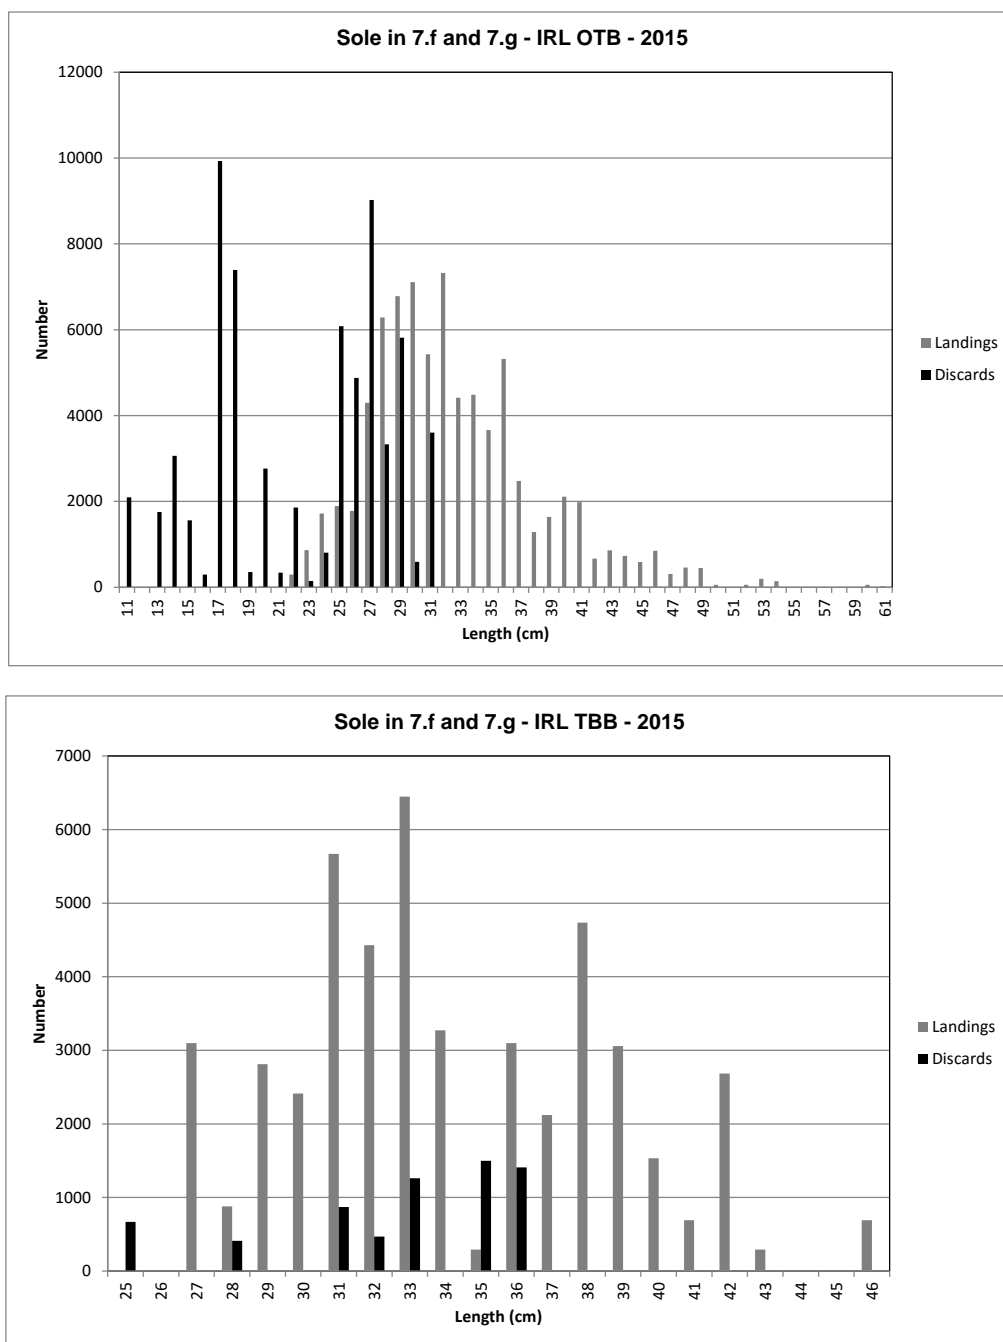 Sole in 7.f and 7.g - IRL OTB - 2015
12000
10000
8000
6000
4000
2000
0
Number
11 13 15 17 19 21 23 25 27 29 31 33 35 37 39 41 43 45 47 49 51 53 55 57 59 61
Length (cm)
Landings
Discards
Sole in 7.f and 7.g - IRL TBB - 2015
7000
6000
5000
4000
3000
2000
1000
0
Number
25 26 27 28 29 30 31 32 33 34 35 36 37 38 39 40 41 42 43 44 45 46
Length (cm)
Landings
Discards